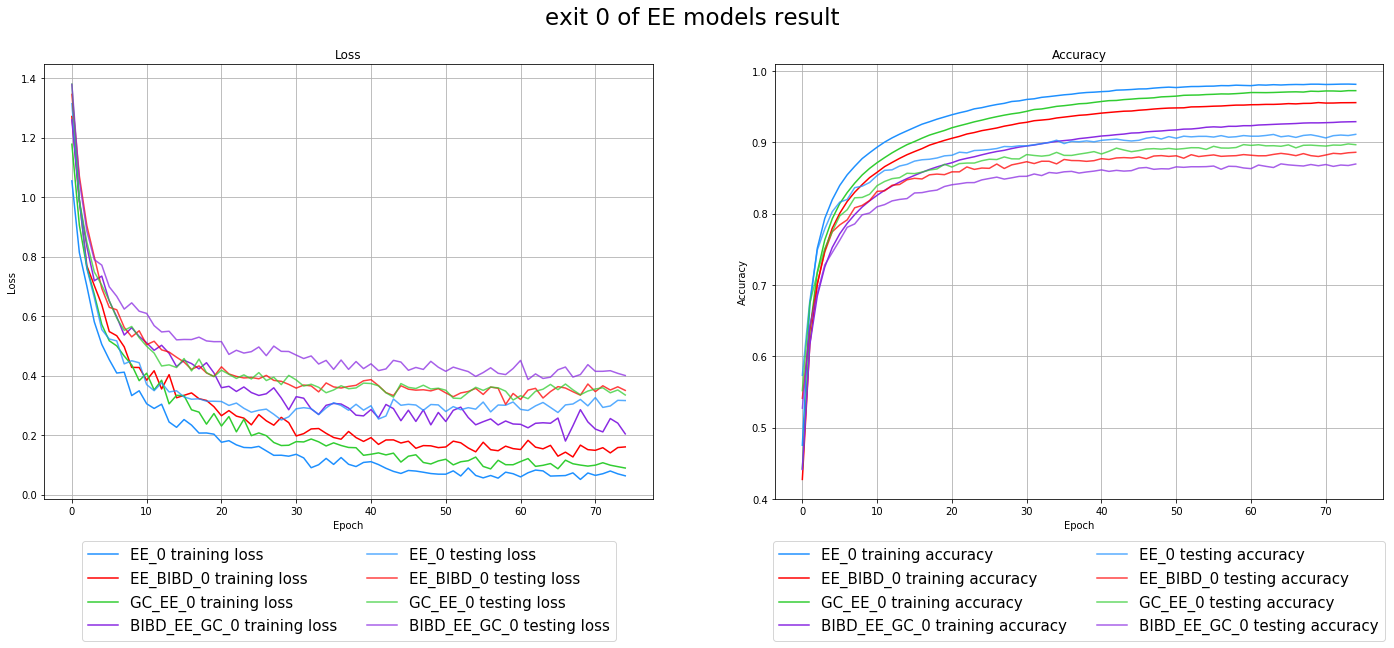 exit 0 of EE models result
Loss
1.4
1.2
1.0
0.8
0.6
0.4
0.2
0.0
Loss
0 10 20 30 40 50 60 70
Epoch
EE_0 training loss EE_0 testing loss
EE_BIBD_0 training loss EE_BIBD_0 testing loss
GC_EE_0 training loss GC_EE_0 testing loss
BIBD_EE_GC_0 training loss BIBD_EE_GC_0 testing loss
Accuracy
1.0
0.9
0.8
0.7
0.6
0.5
0.4
Accuracy
0 10 20 30 40 50 60 70
Epoch
EE_0 training accuracy EE_0 testing accuracy
EE_BIBD_0 training accuracy EE_BIBD_0 testing accuracy
GC_EE_0 training accuracy GC_EE_0 testing accuracy
BIBD_EE_GC_0 training accuracy BIBD_EE_GC_0 testing accuracy